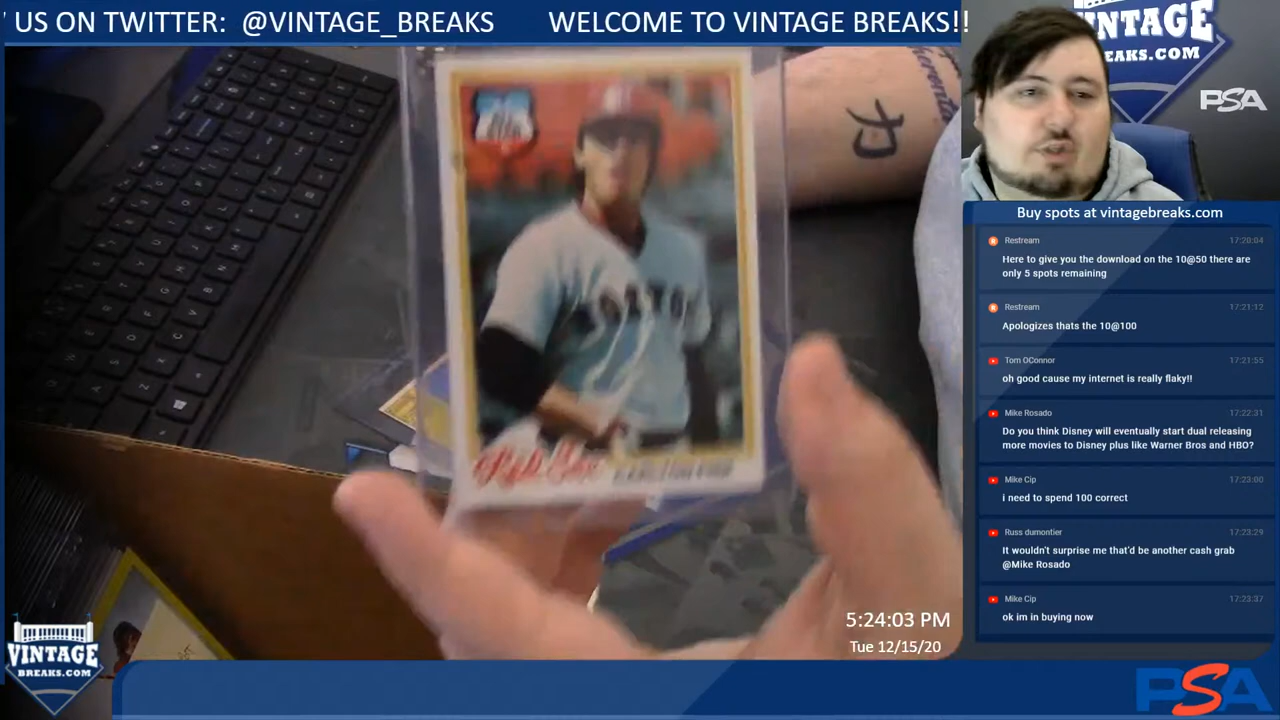 US ON TWITTER: @VINTAGE_BREAKS WELCOME TO VINTAGE BREAKS!!
VINTAGE
BREAKS.COM
PSA
Buy spots at vintagebreaks.com
Restream 17:20:04
Here to give you the download on the 10@50 there are
only 5 spots remaining
Restream 17:21:12
Apologizes thats the 10@100
Tom OConnor 17:21:55
oh good cause my internet is really flaky!!
Mike Rosado 17:22:31
Do you think Disney will eventually start dual releasing
more movies to Disney plus like Warner Bros and HBO?
Mike Cip 17:23:00
i need to spend 100 correct
Russ dumontier 17:23:29
It wouldn't surprise me that'd be another cash grab
@Mike Rosado
Mike Cip 17:23:37
ok im in buying now
BOSTON
Red Sox CARLTON FISK
5:24:03 PM
Tue 12/15/20
VINTAGE
BREAKS.COM
PSA